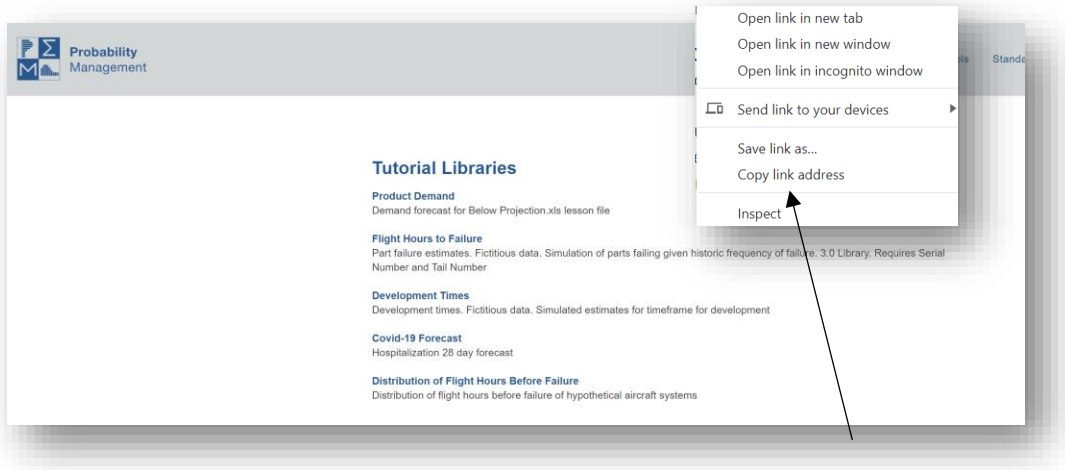 Probability
Management
Standa
Open link in new tab
Open link in new window
Open link in incognito window
Send link to your devices
Save link as...
Copy link address
Inspect
Tutorial Libraries
Product Demand
Demand forecast for Below Projection.xls lesson file
Flight Hours to Failure
Part failure estimates. Fictitious data. Simulation of parts failing given historic frequency of failure. 3.0 Library. Requires Serial
Number and Tail Number
Development Times
Development times. Fictitious data. Simulated estimates for timeframe for development
Covid-19 Forecast
Hospitalization 28 day forecast
Distribution of Flight Hours Before Failure
Distribution of flight hours before failure of hypothetical aircraft systems